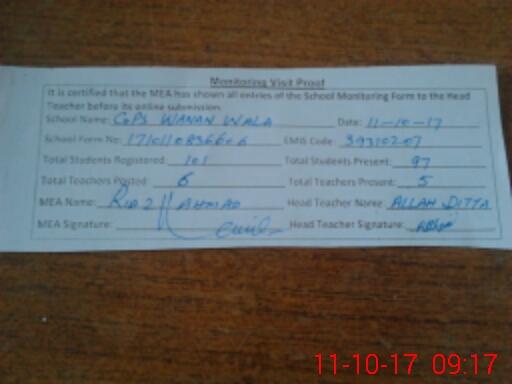 Monitoring Visit Proof
It is certified that the MEA has shown all entries of the School Monitoring Form to the Head
Teacher before its online submission.
School Name: GPS WANAN WALA Date: 11-10-17
School Form No: EMIS Code: 39310207
Total Students Registered: 101 Total Students Present: 97
Total Teachers Posted: 6 Total Teachers Present: 5
MEA Name: AHMAD Head Teacher Name ALLAH DITTA
MEA Signature: Head Teacher Signature:
11-10-17 09:17